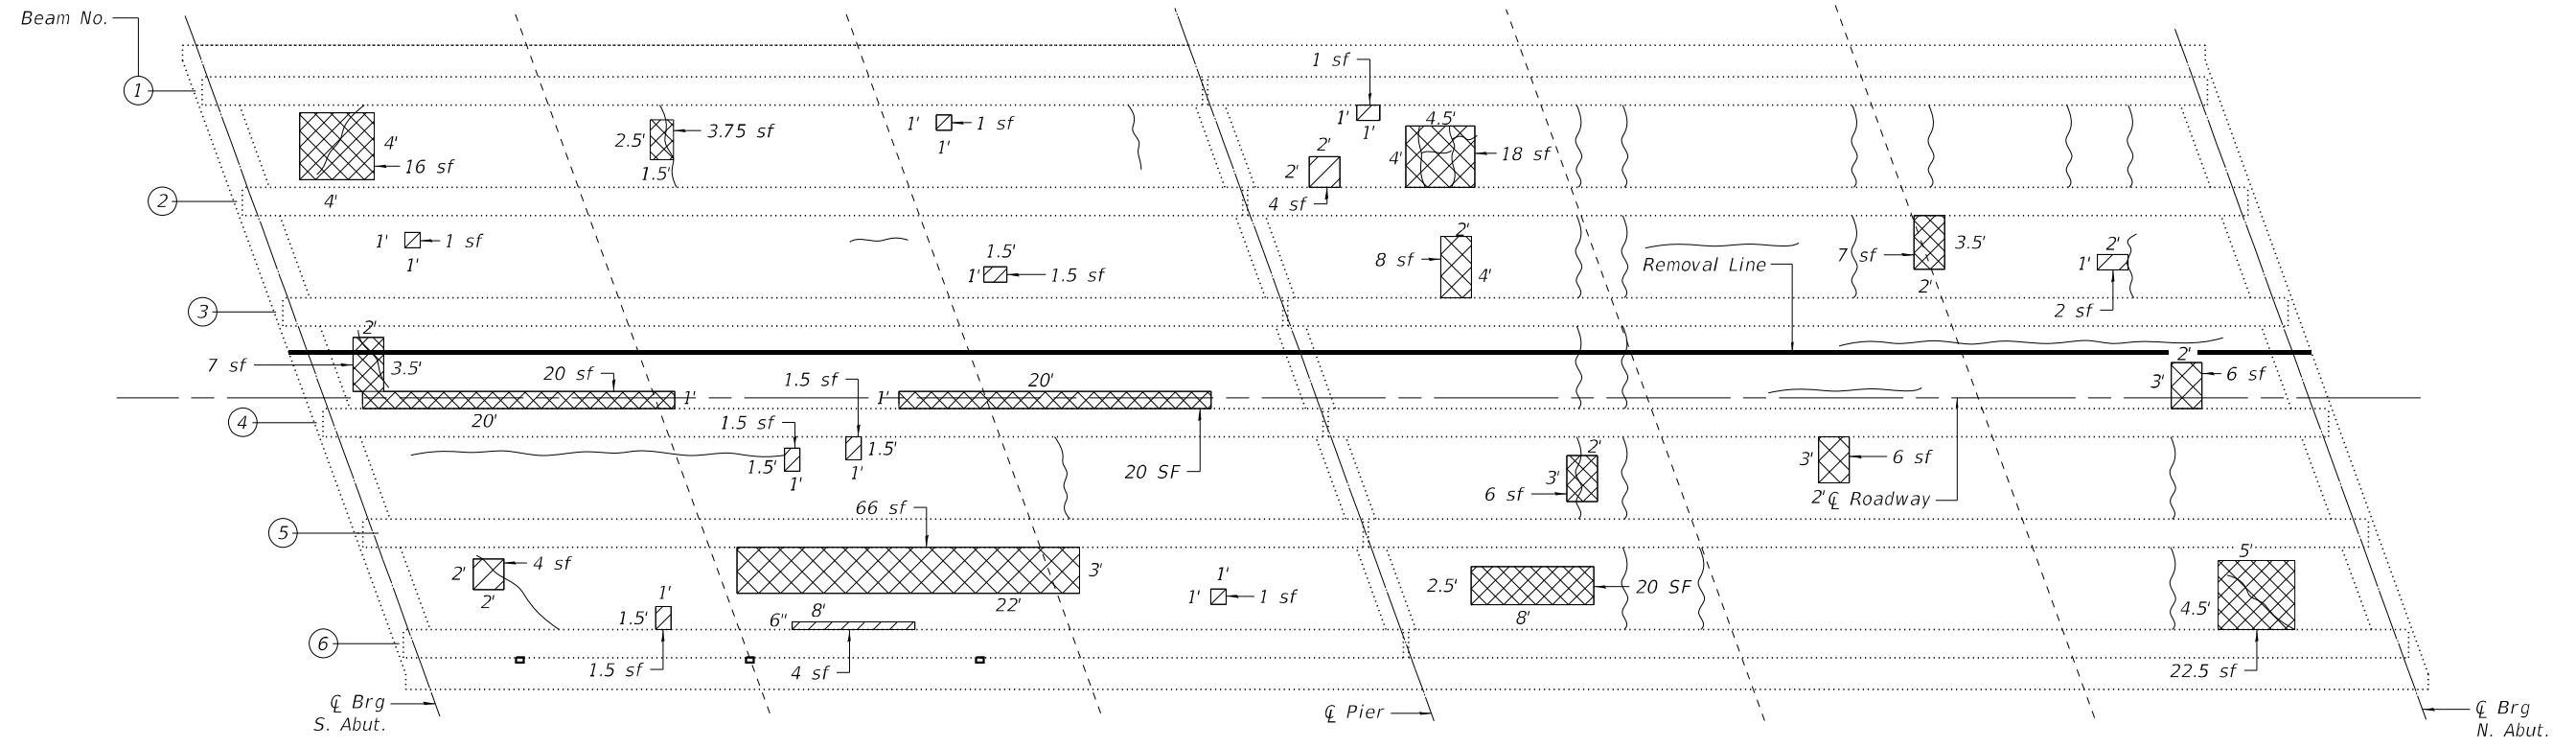 Beam No.
1
1 sf
1'
1'
4.5'
4'
18 sf
4'
16 sf
4'
2.5'
3.75 sf
1.5'
1'
1 sf
1'
2'
2'
4 sf
2
1'
1 sf
1'
1.5'
1'
1.5 sf
2'
8 sf
4'
Removal Line
7 sf
3.5'
2'
2'
1'
2 sf
3
2'
7 sf
3.5'
20 sf
1'
20'
1.5 sf
1'
20'
20 SF
2'
3'
6 sf
4
1.5 sf
1.5'
1'
1.5'
1'
2'
3'
6 sf
3'
6 sf
2'
℄ Roadway
5
66 sf
3'
22'
2'
4 sf
2'
1'
1.5'
1.5 sf
8'
6"
4 sf
1'
1'
1 sf
2.5'
20 SF
8'
5'
4.5'
22.5 sf
6
℄ Brg
S. Abut.
℄ Pier
℄ Brg
N. Abut.